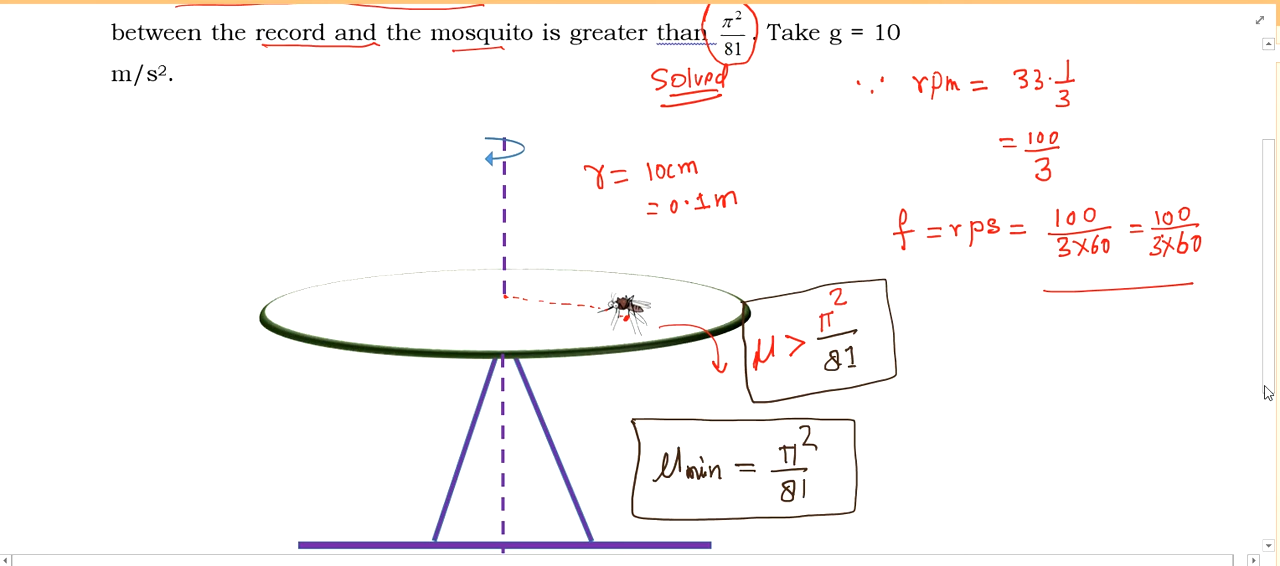 between the record and the mosquito is greater than π²/81. Take g = 10
m/s².
Solved
∵ rpm = 33·1/3
= 100/3
r = 10cm
= 0.1m
f = rps = 100/3×60 = 100/3×60
μ > π²/81
μmin = π²/81